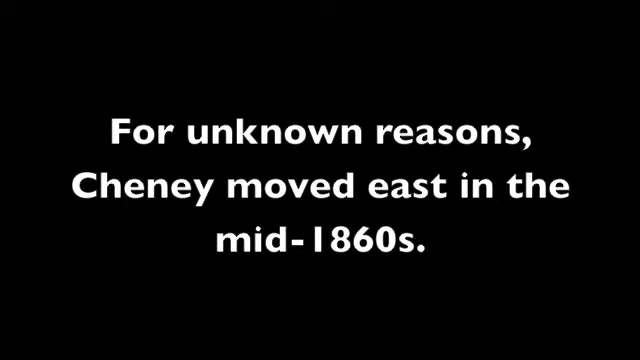 For unknown reasons,
Cheney moved east in the
mid-1860s.